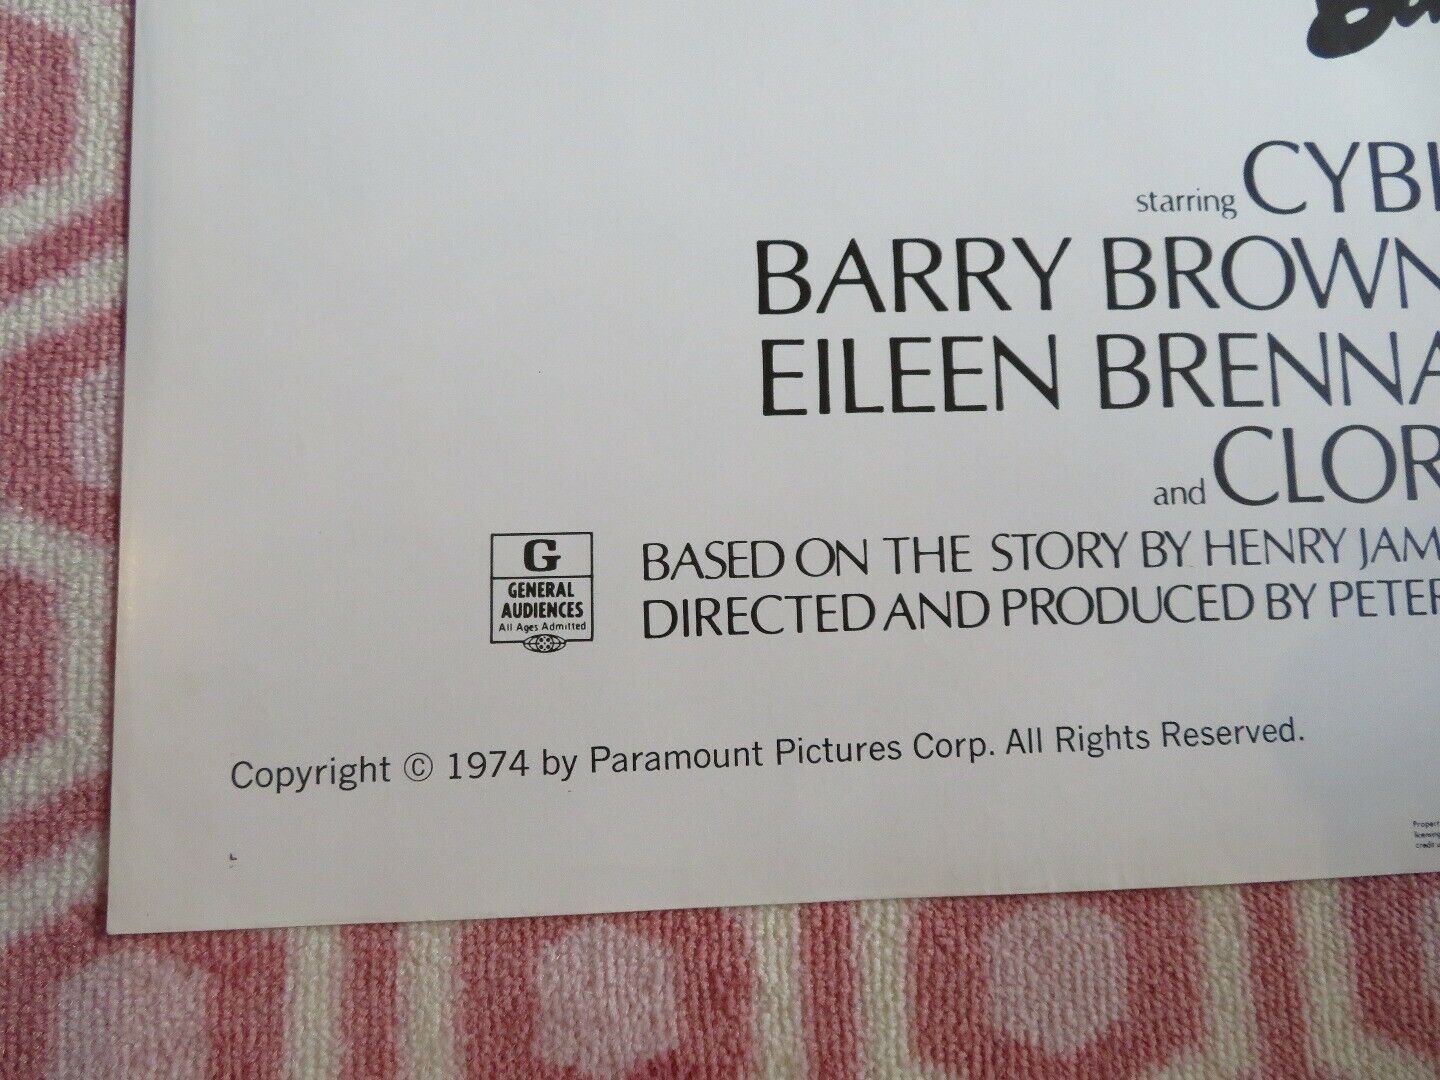 starring CYBI
BARRY BROWN
EILEEN BRENNA
and CLOR
G
GENERAL
AUDIENCES
All Ages Admitted
BASED ON THE STORY BY HENRY JAM
DIRECTED AND PRODUCED BY PETER
Copyright © 1974 by Paramount Pictures Corp. All Rights Reserved.